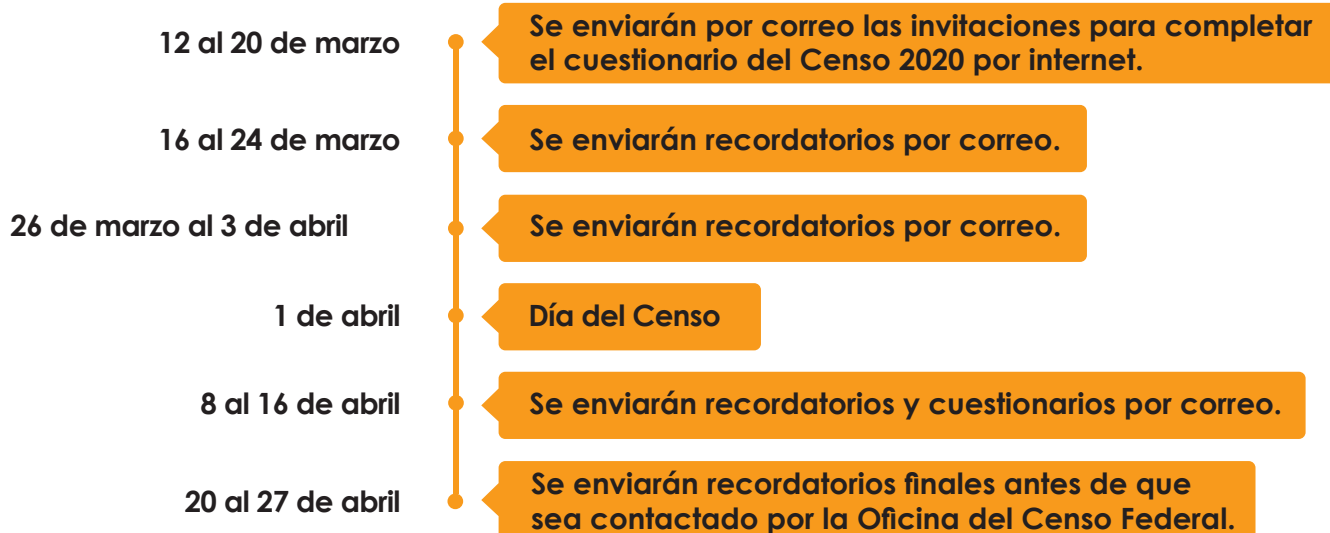 12 al 20 de marzo
Se enviarán por correo las invitaciones para completar
el cuestionario del Censo 2020 por internet.
16 al 24 de marzo
Se enviarán recordatorios por correo.
26 de marzo al 3 de abril
Se enviarán recordatorios por correo.
1 de abril
Día del Censo
8 al 16 de abril
Se enviarán recordatorios y cuestionarios por correo.
20 al 27 de abril
Se enviarán recordatorios finales antes de que
sea contactado por la Oficina del Censo Federal.